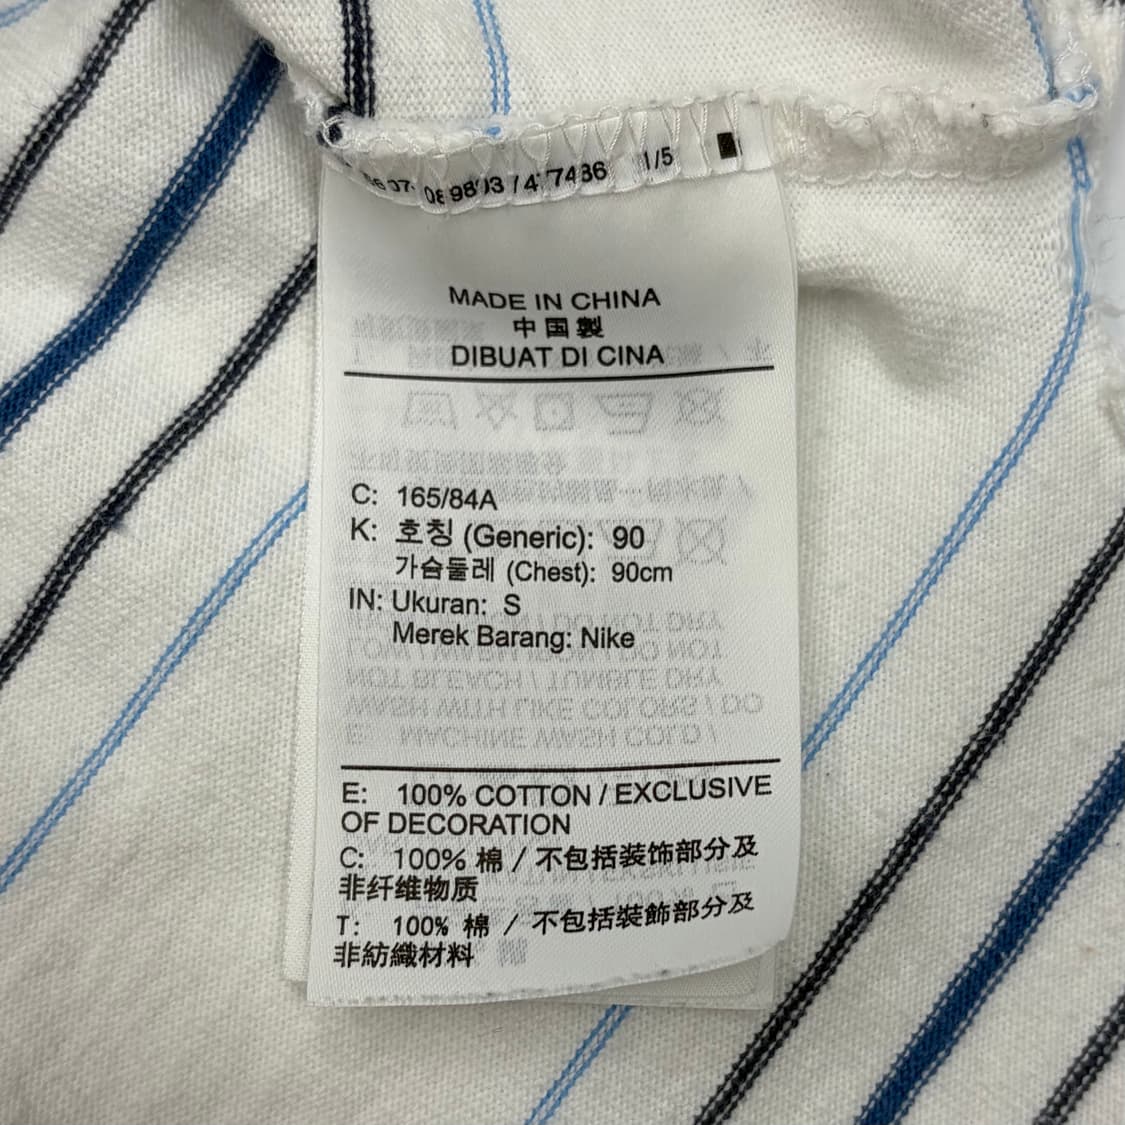 1/5
MADE IN CHINA
中国製
DIBUAT DI CINA
C: 165/84A
K: 호칭 (Generic): 90
가슴둘레 (Chest): 90cm
IN: Ukuran: S
Merek Barang: Nike
E: 100% COTTON / EXCLUSIVE
OF DECORATION
C: 100% 棉 / 不包括装饰部分及
非纤维物质
T: 100% 棉 / 不包括裝飾部分及
非紡織材料